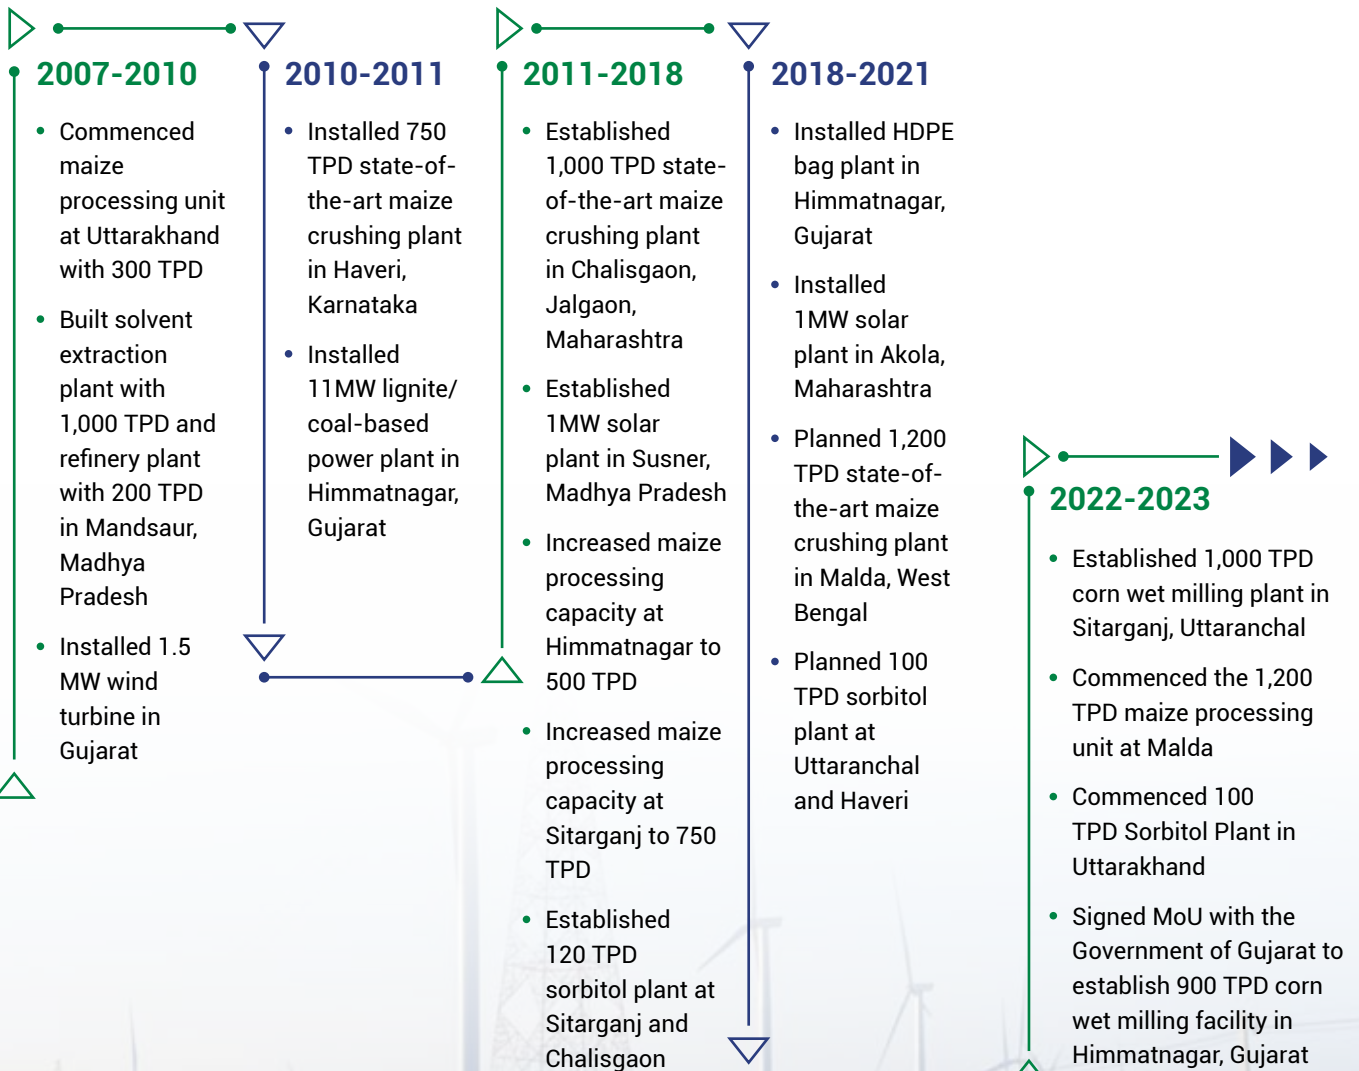 2007-2010
• Commenced
maize
processing unit
at Uttarakhand
with 300 TPD
• Built solvent
extraction
plant with
1,000 TPD and
refinery plant
with 200 TPD
in Mandsaur,
Madhya
Pradesh
• Installed 1.5
MW wind
turbine in
Gujarat
2010-2011
• Installed 750
TPD state-of-
the-art maize
crushing plant
in Haveri,
Karnataka
• Installed
11MW lignite/
coal-based
power plant in
Himmatnagar,
Gujarat
2011-2018
• Established
1,000 TPD state-
of-the-art maize
crushing plant
in Chalisgaon,
Jalgaon,
Maharashtra
• Established
1MW solar
plant in Susner,
Madhya Pradesh
• Increased maize
processing
capacity at
Himmatnagar to
500 TPD
• Increased maize
processing
capacity at
Sitarganj to 750
TPD
• Established
120 TPD
sorbitol plant at
Sitarganj and
Chalisgaon
2018-2021
• Installed HDPE
bag plant in
Himmatnagar,
Gujarat
• Installed
1MW solar
plant in Akola,
Maharashtra
• Planned 1,200
TPD state-of-
the-art maize
crushing plant
in Malda, West
Bengal
• Planned 100
TPD sorbitol
plant at
Uttaranchal
and Haveri
2022-2023
• Established 1,000 TPD
corn wet milling plant in
Sitarganj, Uttaranchal
• Commenced the 1,200
TPD maize processing
unit at Malda
• Commenced 100
TPD Sorbitol Plant in
Uttarakhand
• Signed MoU with the
Government of Gujarat to
establish 900 TPD corn
wet milling facility in
Himmatnagar, Gujarat